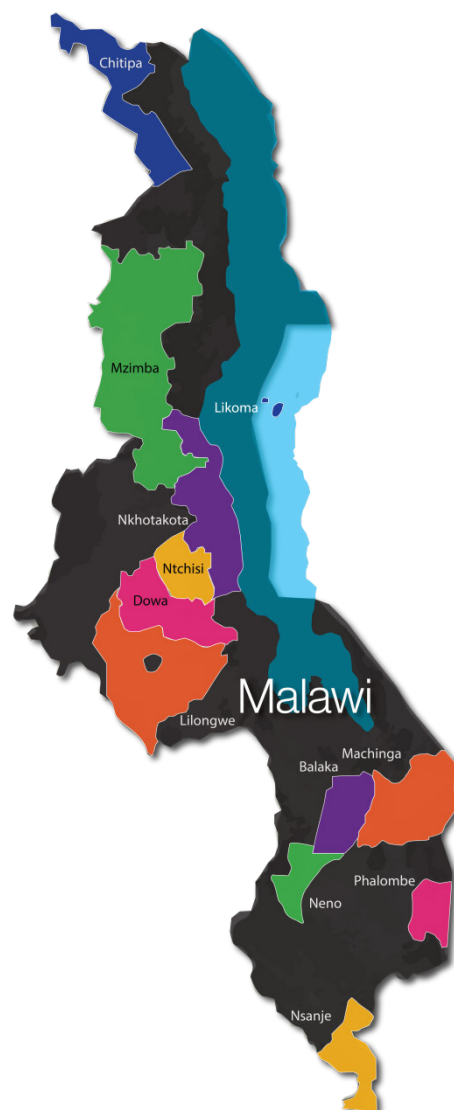 Chitipa
Mzimba
Likoma
Nkhotakota
Ntchisi
Dowa
Malawi
Lilongwe
Machinga
Balaka
Phalombe
Neno
Nsanje